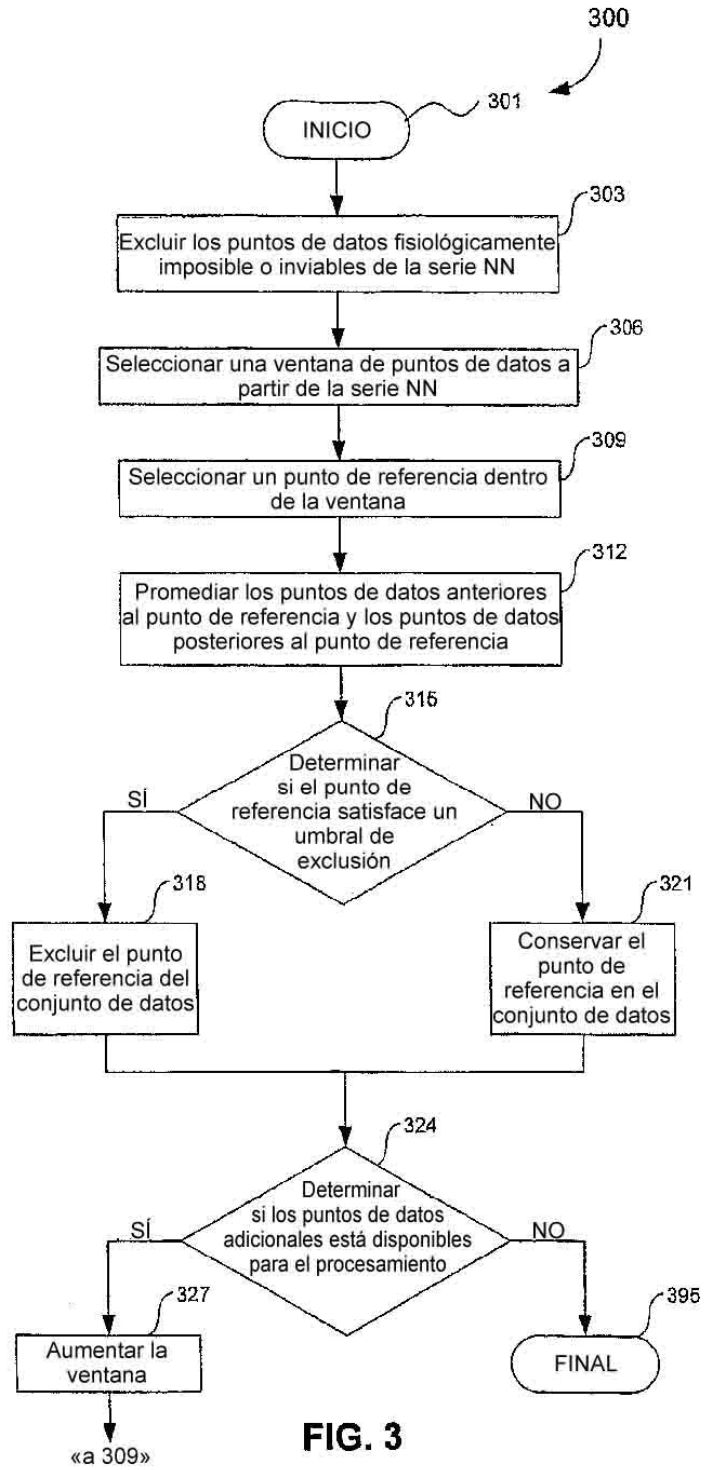 300
301
INICIO
303
Excluir los puntos de datos fisiológicamente
imposible o inviables de la serie NN
306
Seleccionar una ventana de puntos de datos a
partir de la serie NN
309
Seleccionar un punto de referencia dentro
de la ventana
312
Promediar los puntos de datos anteriores
al punto de referencia y los puntos de datos
posteriores al punto de referencia
315
Determinar
si el punto de
referencia satisface un
umbral de
exclusión
SÍ
NO
318
Excluir el punto
de referencia del
conjunto de datos
321
Conservar el
punto de
referencia en el
conjunto de datos
324
Determinar
si los puntos de datos
adicionales está disponibles
para el procesamiento
SÍ
NO
327
Aumentar la
ventana
395
FINAL
«a 309»
FIG. 3